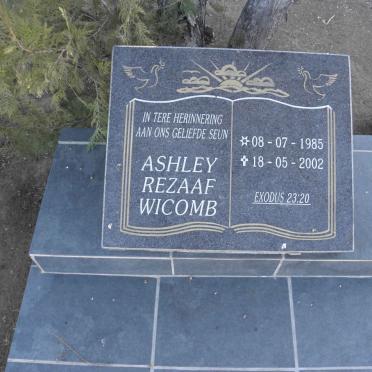 IN TERE HERINNERING
AAN ONS GELIEFDE SEUN
ASHLEY
REZAAF
WICOMB
✡ 08 - 07 - 1985
✝ 18 - 05 - 2002
EXODUS 23:20